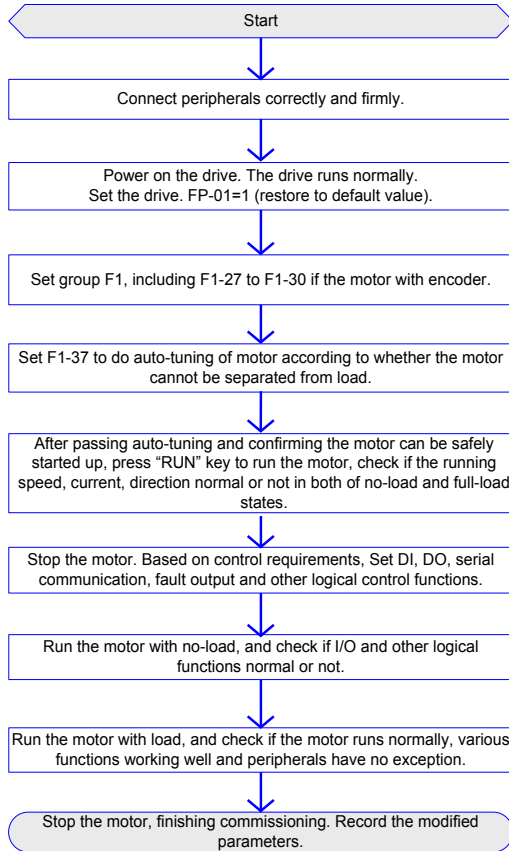 Start
Connect peripherals correctly and firmly.
Power on the drive. The drive runs normally.
Set the drive. FP-01=1 (restore to default value).
Set group F1, including F1-27 to F1-30 if the motor with encoder.
Set F1-37 to do auto-tuning of motor according to whether the motor
cannot be separated from load.
After passing auto-tuning and confirming the motor can be safely
started up, press “RUN” key to run the motor, check if the running
speed, current, direction normal or not in both of no-load and full-load
states.
Stop the motor. Based on control requirements, Set DI, DO, serial
communication, fault output and other logical control functions.
Run the motor with no-load, and check if I/O and other logical
functions normal or not.
Run the motor with load, and check if the motor runs normally, various
functions working well and peripherals have no exception.
Stop the motor, finishing commissioning. Record the modified
parameters.